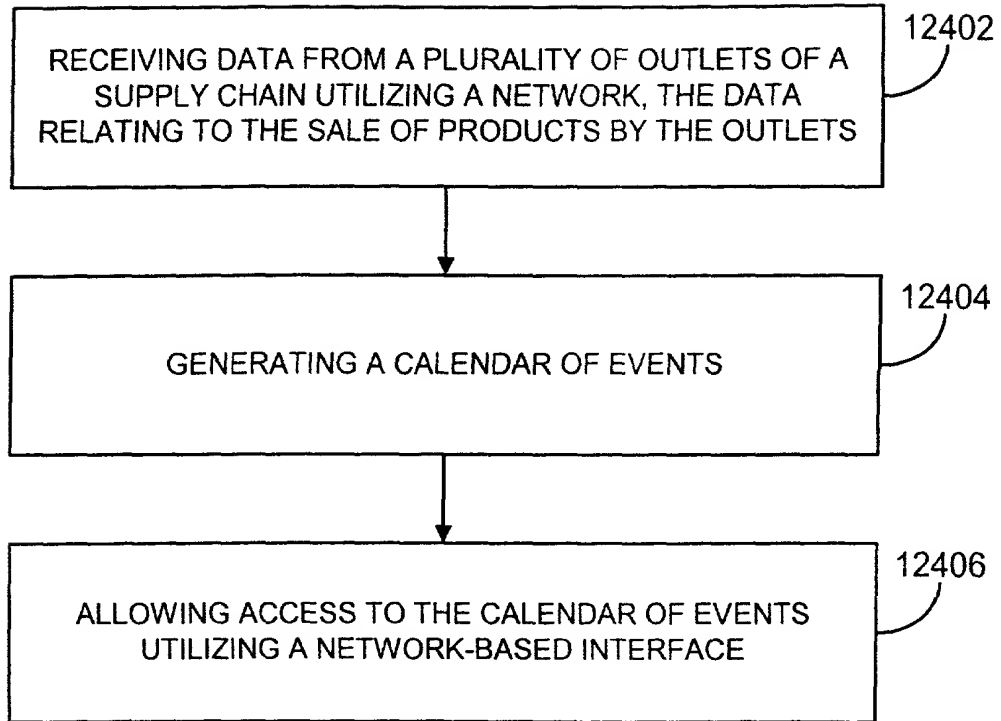 12402
RECEIVING DATA FROM A PLURALITY OF OUTLETS OF A
SUPPLY CHAIN UTILIZING A NETWORK, THE DATA
RELATING TO THE SALE OF PRODUCTS BY THE OUTLETS
12404
GENERATING A CALENDAR OF EVENTS
12406
ALLOWING ACCESS TO THE CALENDAR OF EVENTS
UTILIZING A NETWORK-BASED INTERFACE